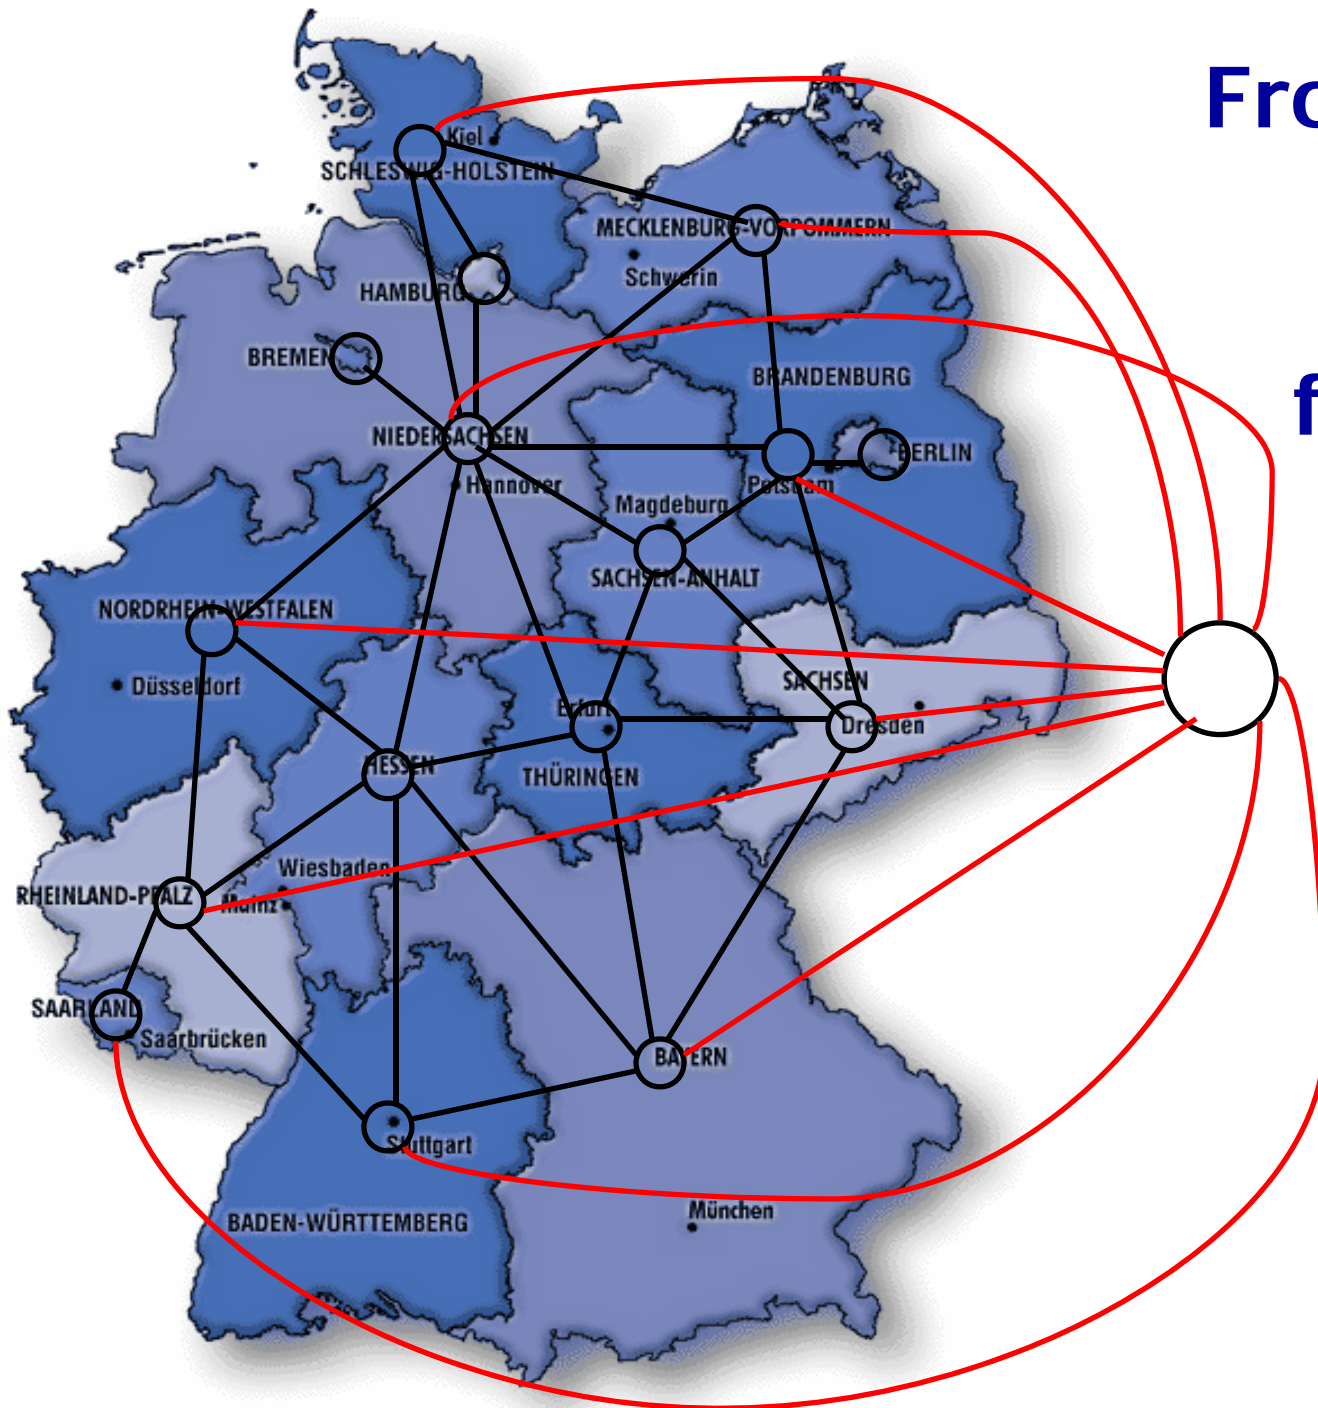 Fro
Kiel
SCHLESWIG-HOLSTEIN
MECKLENBURG-VORPOMMERN
Schwerin
HAMBURG
BREMEN
BRANDENBURG
f
NIEDERSACHSEN
BERLIN
Hannover
Potsdam
Magdeburg
SACHSEN-ANHALT
NORDRHEIN-WESTFALEN
Düsseldorf
SACHSEN
Erfurt
Dresden
HESSEN
THÜRINGEN
Wiesbaden
RHEINLAND-PFALZ
Mainz
SAARLAND
Saarbrücken
BAYERN
Stuttgart
München
BADEN-WÜRTTEMBERG